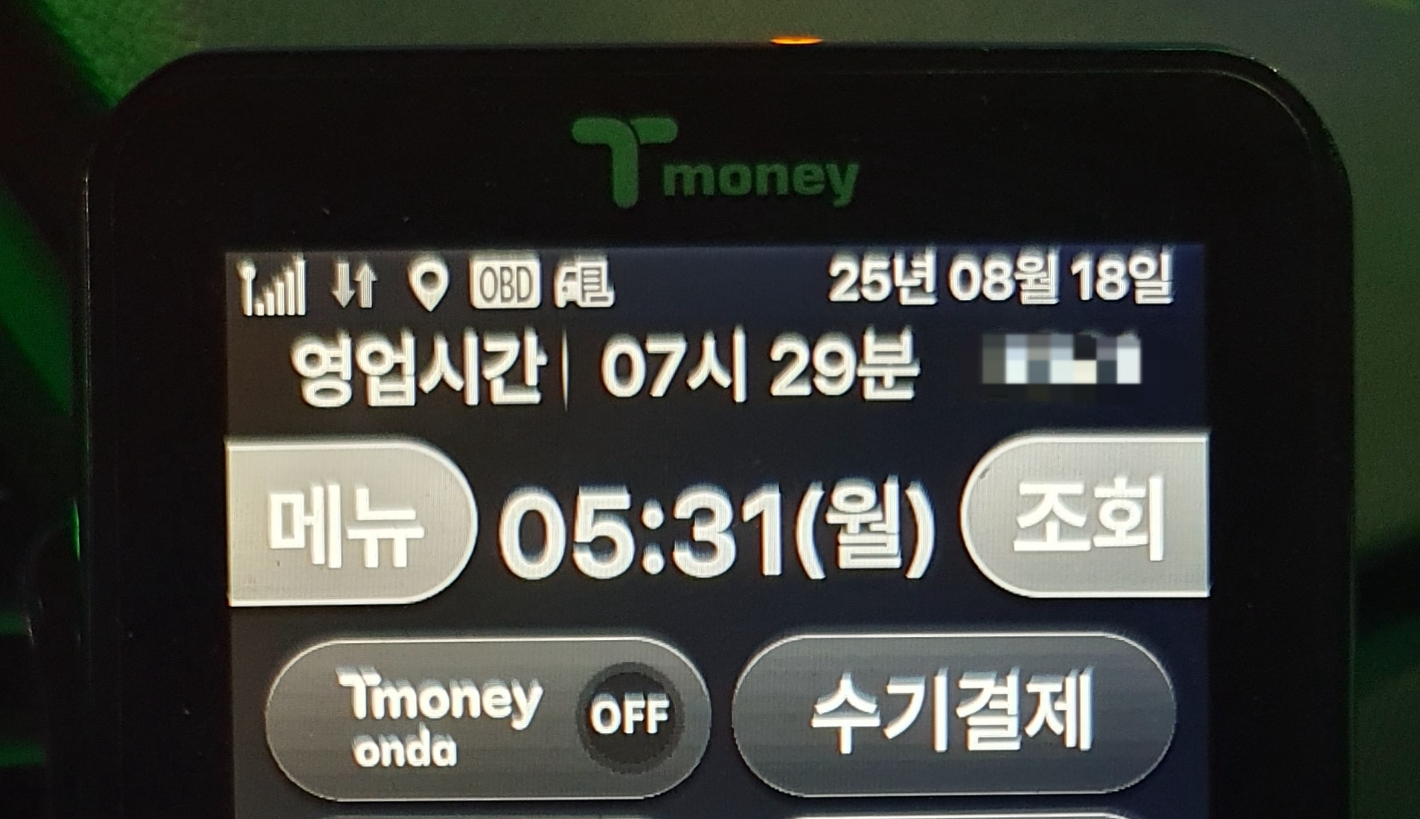 Tmoney
OBD 25년 08월 18일
영업시간 07시 29분
메뉴 05:31(월) 조회
Tmoney onda OFF 수기결제